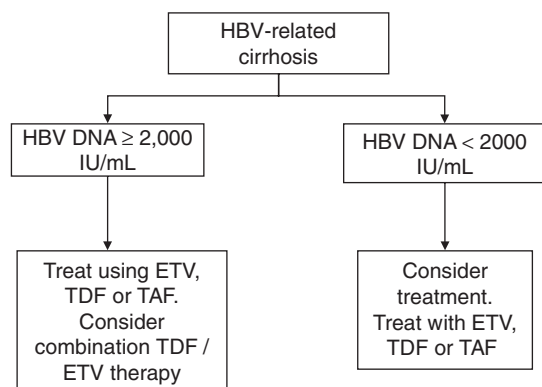 HBV-related
cirrhosis
HBV DNA ≥ 2,000
IU/mL
HBV DNA < 2000
IU/mL
Treat using ETV,
TDF or TAF.
Consider
combination TDF /
ETV therapy
Consider
treatment.
Treat with ETV,
TDF or TAF